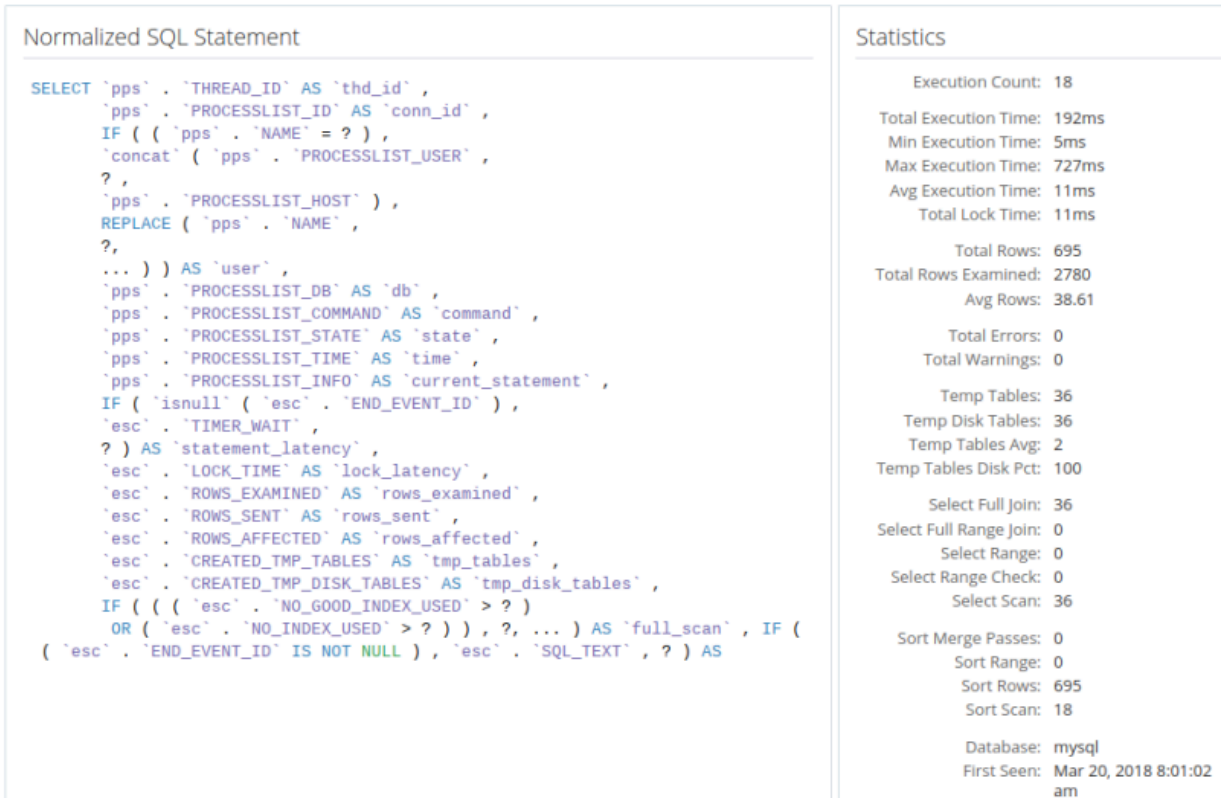 Normalized SQL Statement
SELECT `pps` . `THREAD_ID` AS `thd_id` ,
`pps` . `PROCESSLIST_ID` AS `conn_id` ,
IF ( ( `pps` . `NAME` = ? ) ,
`concat` ( `pps` . `PROCESSLIST_USER` ,
? ,
`pps` . `PROCESSLIST_HOST` ) ,
REPLACE ( `pps` . `NAME` ,
?,
... ) ) AS `user` ,
`pps` . `PROCESSLIST_DB` AS `db` ,
`pps` . `PROCESSLIST_COMMAND` AS `command` ,
`pps` . `PROCESSLIST_STATE` AS `state` ,
`pps` . `PROCESSLIST_TIME` AS `time` ,
`pps` . `PROCESSLIST_INFO` AS `current_statement` ,
IF ( `isnull` ( `esc` . `END_EVENT_ID` ) ,
`esc` . `TIMER_WAIT` ,
? ) AS `statement_latency` ,
`esc` . `LOCK_TIME` AS `lock_latency` ,
`esc` . `ROWS_EXAMINED` AS `rows_examined` ,
`esc` . `ROWS_SENT` AS `rows_sent` ,
`esc` . `ROWS_AFFECTED` AS `rows_affected` ,
`esc` . `CREATED_TMP_TABLES` AS `tmp_tables` ,
`esc` . `CREATED_TMP_DISK_TABLES` AS `tmp_disk_tables` ,
IF ( ( ( `esc` . `NO_GOOD_INDEX_USED` > ? )
OR ( `esc` . `NO_INDEX_USED` > ? ) ) , ?, ... ) AS `full_scan` , IF (
( `esc` . `END_EVENT_ID` IS NOT NULL ) , `esc` . `SQL_TEXT` , ? ) AS
Statistics
Execution Count: 18
Total Execution Time: 192ms
Min Execution Time: 5ms
Max Execution Time: 727ms
Avg Execution Time: 11ms
Total Lock Time: 11ms
Total Rows: 695
Total Rows Examined: 2780
Avg Rows: 38.61
Total Errors: 0
Total Warnings: 0
Temp Tables: 36
Temp Disk Tables: 36
Temp Tables Avg: 2
Temp Tables Disk Pct: 100
Select Full Join: 36
Select Full Range Join: 0
Select Range: 0
Select Range Check: 0
Select Scan: 36
Sort Merge Passes: 0
Sort Range: 0
Sort Rows: 695
Sort Scan: 18
Database: mysql
First Seen: Mar 20, 2018 8:01:02
am